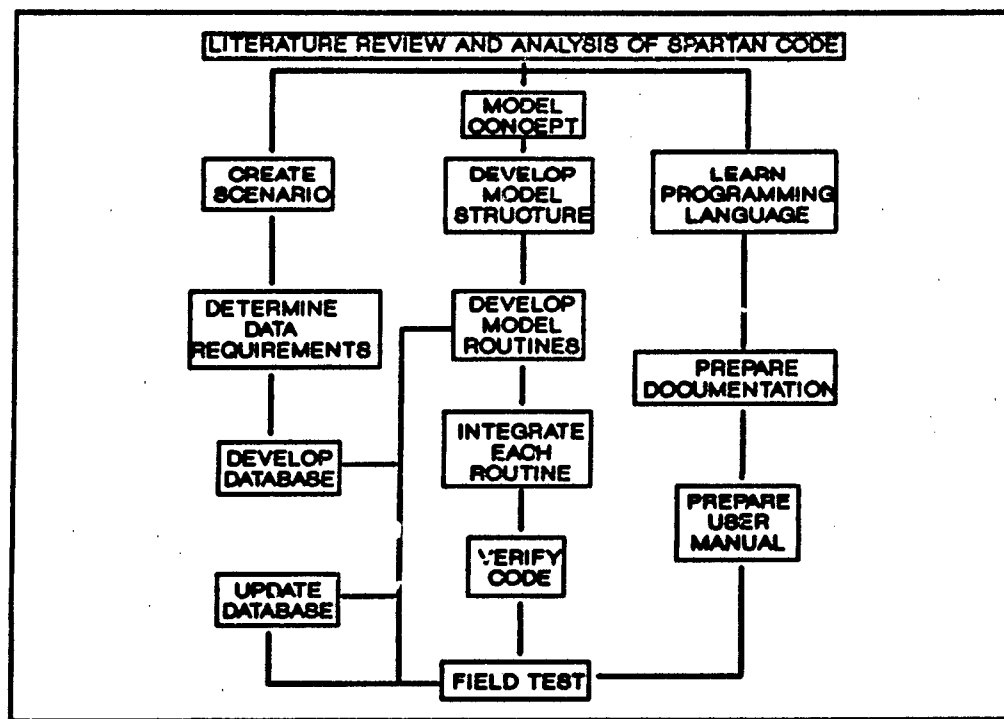 LITERATURE REVIEW AND ANALYSIS OF SPARTAN CODE
MODEL
CONCEPT
CREATE
SCENARIO
DEVELOP
MODEL
STRUCTURE
LEARN
PROGRAMMING
LANGUAGE
DETERMINE
DATA
REQUIREMENTS
DEVELOP
MODEL
ROUTINES
PREPARE
DOCUMENTATION
DEVELOP
DATABASE
INTEGRATE
EACH
ROUTINE
PREPARE
USER
MANUAL
UPDATE
DATABASE
VERIFY
CODE
FIELD TEST